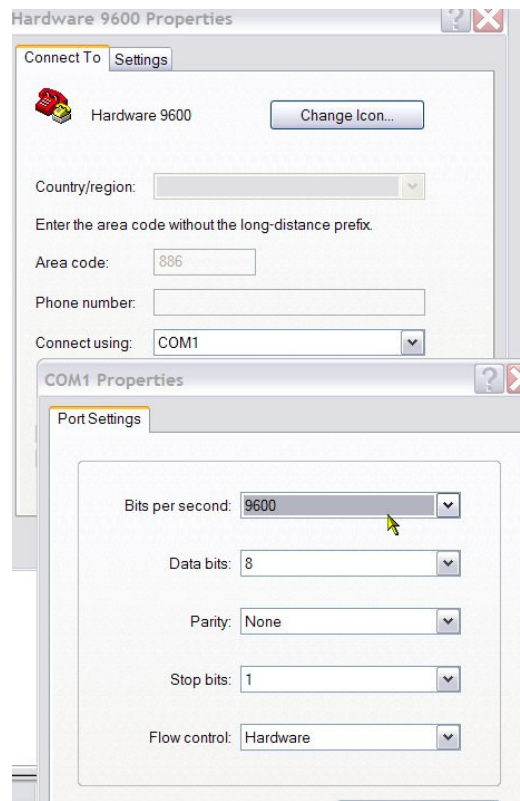 Hardware 9600 Properties
Connect To Settings
Hardware 9600 Change Icon...
Country/region:
Enter the area code without the long-distance prefix.
Area code: 886
Phone number:
Connect using: COM1
COM1 Properties
Port Settings
Bits per second: 9600
Data bits: 8
Parity: None
Stop bits: 1
Flow control: Hardware